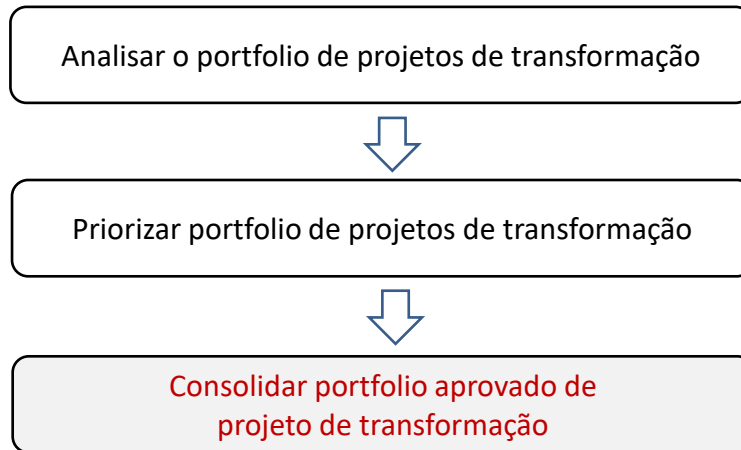 Analisar o portfolio de projetos de transformação
Priorizar portfolio de projetos de transformação
Consolidar portfolio aprovado de
projeto de transformação